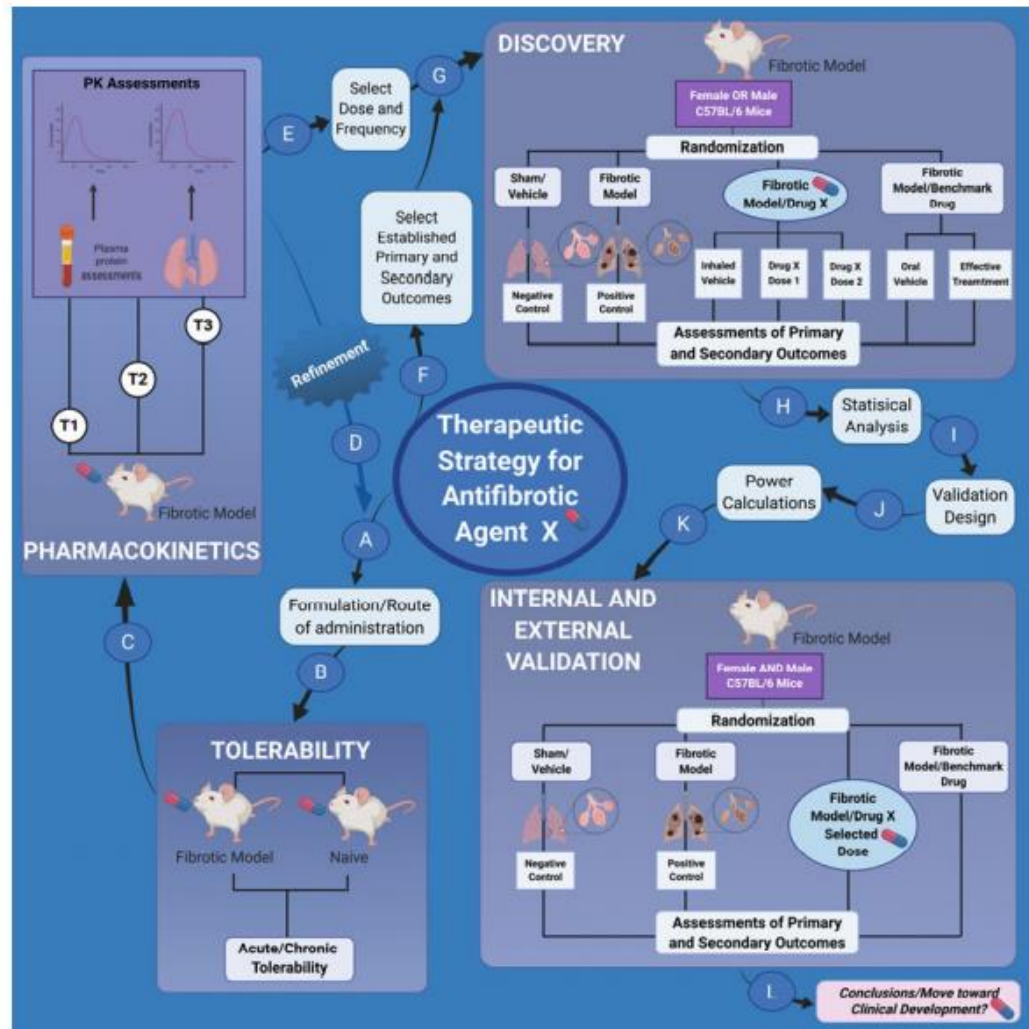 PK Assessments
Plasma
protein
assessments
T1
T2
T3
Fibrotic Model
PHARMACOKINETICS
C
E
Select
Dose and
Frequency
G
Select
Established
Primary and
Secondary
Outcomes
F
Refinement
D
A
Therapeutic
Strategy for
Antifibrotic
Agent X
Formulation/Route
of administration
B
TOLERABILITY
Fibrotic Model
Naive
Acute/Chronic
Tolerability
DISCOVERY
Fibrotic Model
Female OR Male
C57BL/6 Mice
Randomization
Sham/
Vehicle
Fibrotic
Model
Fibrotic
Model/Drug X
Fibrotic
Model/Benchmark
Drug
Negative
Control
Positive
Control
Inhaled
Vehicle
Drug X
Dose 1
Drug X
Dose 2
Oral
Vehicle
Effective
Treamtment
Assessments of Primary
and Secondary Outcomes
H
Statisical
Analysis
I
Validation
Design
J
Power
Calculations
K
INTERNAL AND
EXTERNAL
VALIDATION
Fibrotic Model
Female AND Male
C57BL/6 Mice
Randomization
Sham/
Vehicle
Fibrotic
Model
Fibrotic
Model/Drug X
Selected
Dose
Fibrotic
Model/Benchmark
Drug
Negative
Control
Positive
Control
Assessments of Primary
and Secondary Outcomes
L
Conclusions/Move toward
Clinical Development?